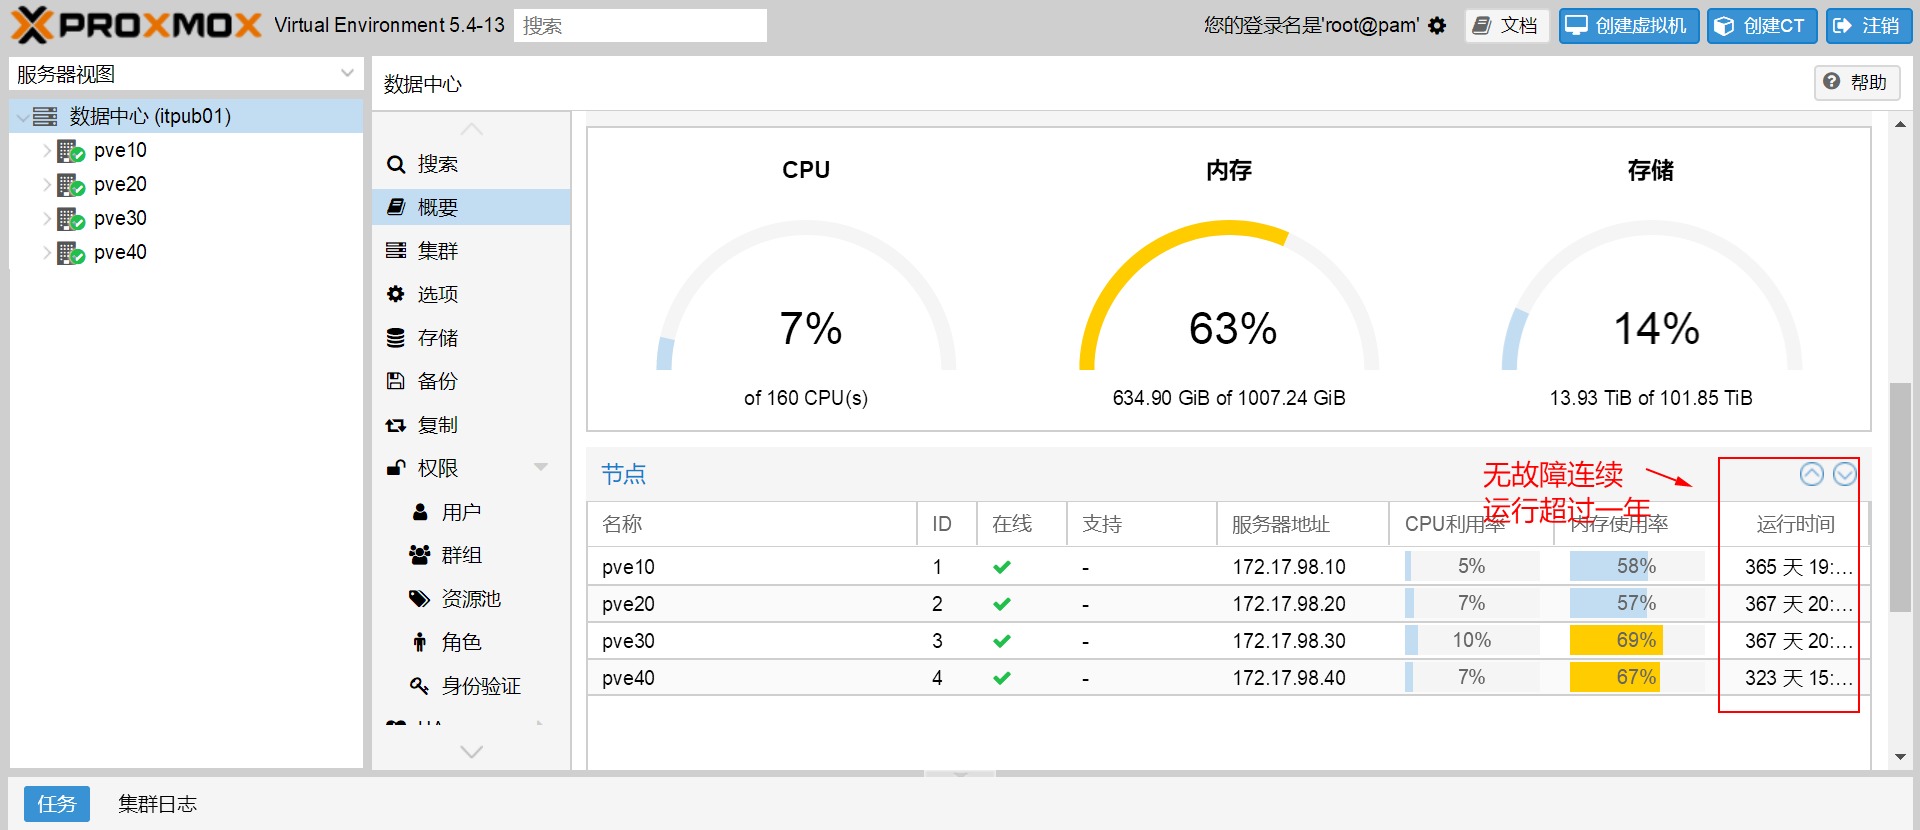 PROXMOX Virtual Environment 5.4-13 搜索 您的登录名是'root@pam' 文档 创建虚拟机 创建CT 注销
服务器视图
数据中心 (itpub01)
pve10
pve20
pve30
pve40
数据中心
帮助
搜索
概要
集群
选项
存储
备份
复制
权限
用户
群组
资源池
角色
身份验证
HA
CPU
7%
of 160 CPU(s)
内存
63%
634.90 GiB of 1007.24 GiB
存储
14%
13.93 TiB of 101.85 TiB
节点
无故障连续
运行超过一年
名称 ID 在线 支持 服务器地址 CPU利用率 内存使用率 运行时间
pve10 1 - 172.17.98.10 5% 58% 365 天 19:...
pve20 2 - 172.17.98.20 7% 57% 367 天 20:...
pve30 3 - 172.17.98.30 10% 69% 367 天 20:...
pve40 4 - 172.17.98.40 7% 67% 323 天 15:...
任务 集群日志